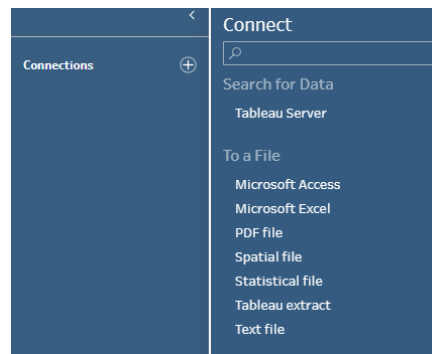 Connections
Connect
Search for Data
Tableau Server
To a File
Microsoft Access
Microsoft Excel
PDF file
Spatial file
Statistical file
Tableau extract
Text file